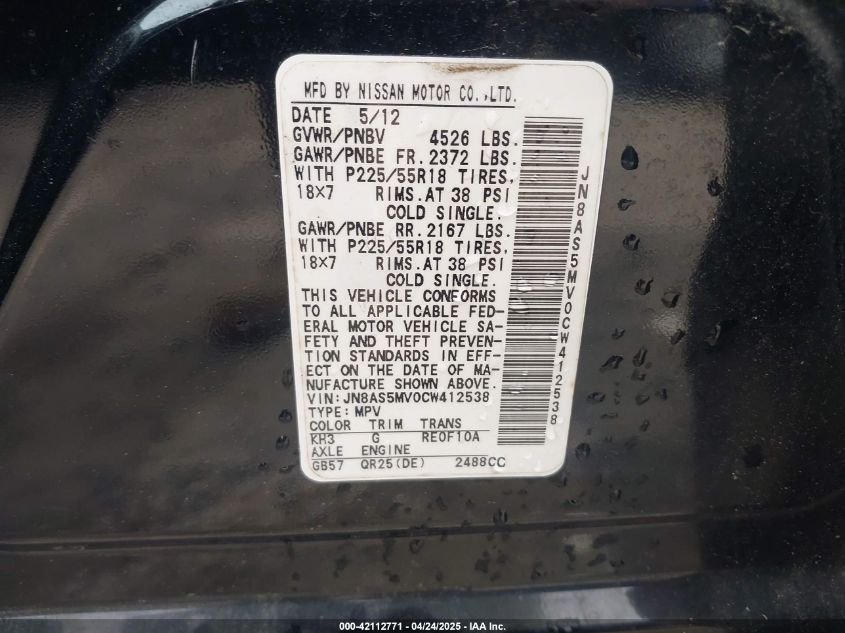 MFD BY NISSAN MOTOR CO.,LTD.
DATE 5/12
GVWR/PNBV 4526 LBS.
GAWR/PNBE FR. 2372 LBS.
WITH P225/55R18 TIRES,
18X7 RIMS.AT 38 PSI
COLD SINGLE.
GAWR/PNBE RR. 2167 LBS.
WITH P225/55R18 TIRES,
18X7 RIMS.AT 38 PSI
COLD SINGLE.
THIS VEHICLE CONFORMS
TO ALL APPLICABLE FED-
ERAL MOTOR VEHICLE SA-
FETY AND THEFT PREVEN-
TION STANDARDS IN EFF-
ECT ON THE DATE OF MA-
NUFACTURE SHOWN ABOVE.
VIN:JN8AS5MV0CW412538
TYPE:MPV
COLOR TRIM TRANS
KH3 G RE0F10A
AXLE ENGINE
GB57 QR25(DE) 2488CC
JN8AS5MV0CW412538
000-42112771 - 04/24/2025 - IAA Inc.